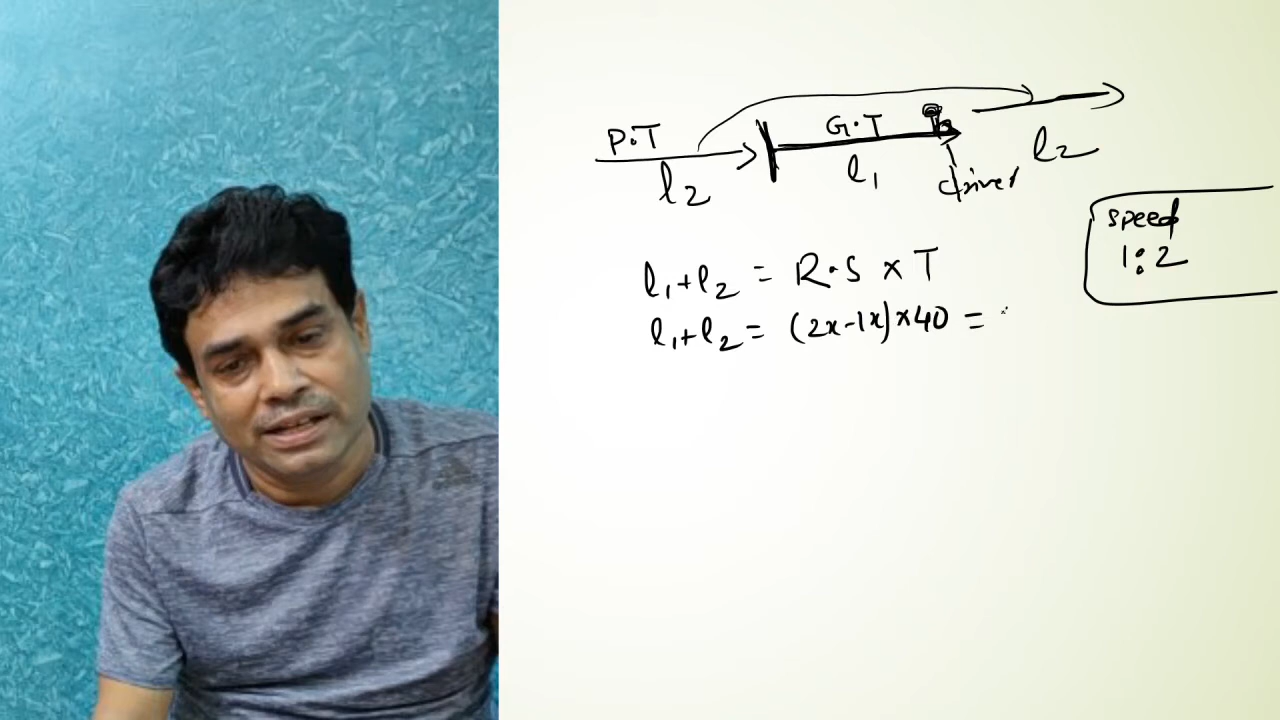 P.T
G.T
l2
l1
driver
l2
speed
1:2
l1+l2 = R.S × T
l1+l2 = (2x-1x)×40 =